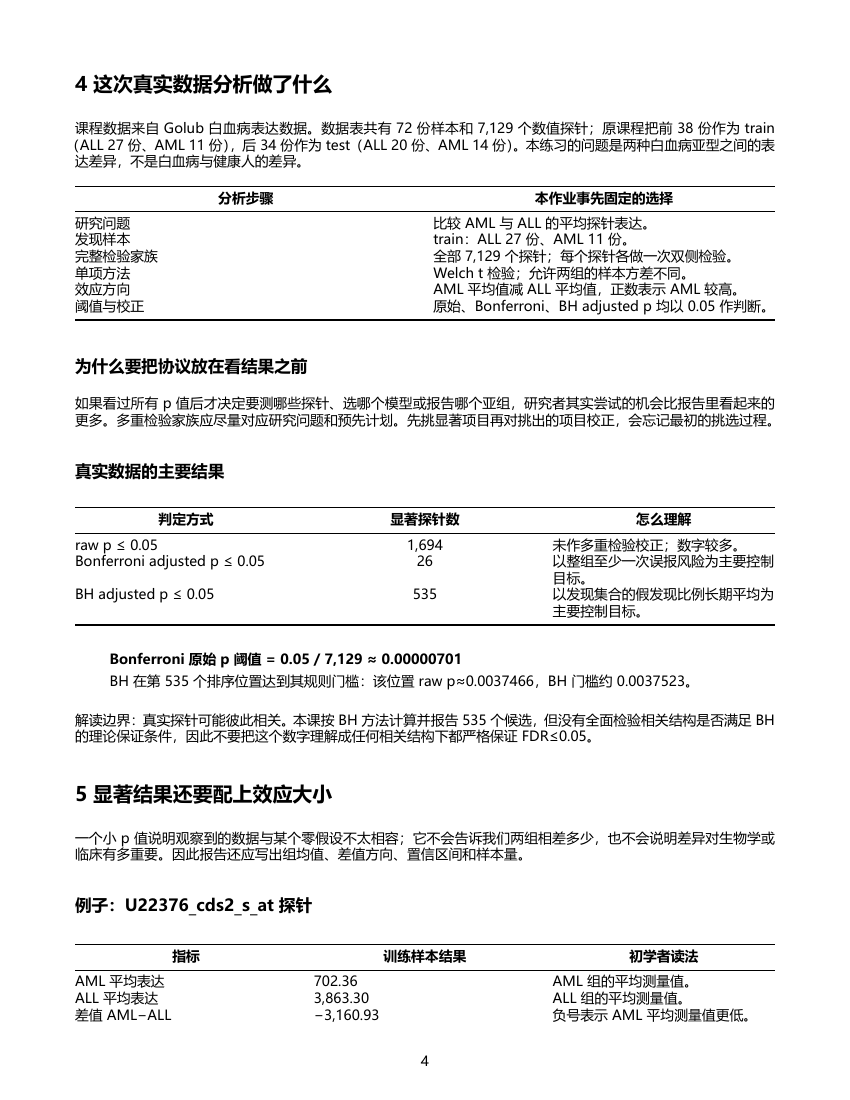 4 这次真实数据分析做了什么
课程数据来自 Golub 白血病表达数据。数据表共有 72 份样本和 7,129 个数值探针；原课程把前 38 份作为 train
(ALL 27 份、AML 11 份），后 34 份作为 test（ALL 20 份、AML 14 份）。本练习的问题是两种白血病亚型之间的表
达差异，不是白血病与健康人的差异。
分析步骤 本作业事先固定的选择
研究问题 比较 AML 与 ALL 的平均探针表达。
发现样本 train：ALL 27 份、AML 11 份。
完整检验家族 全部 7,129 个探针；每个探针各做一次双侧检验。
单项方法 Welch t 检验；允许两组的样本方差不同。
效应方向 AML 平均值减 ALL 平均值，正数表示 AML 较高。
阈值与校正 原始、Bonferroni、BH adjusted p 均以 0.05 作判断。
为什么要把协议放在看结果之前
如果看过所有 p 值后才决定要测哪些探针、选哪个模型或报告哪个亚组，研究者其实尝试的机会比报告里看起来的
更多。多重检验家族应尽量对应研究问题和预先计划。先挑显著项目再对挑出的项目校正，会忘记最初的挑选过程。
真实数据的主要结果
判定方式 显著探针数 怎么理解
raw p ≤ 0.05 1,694 未作多重检验校正；数字较多。
Bonferroni adjusted p ≤ 0.05 26 以整组至少一次误报风险为主要控制
目标。
BH adjusted p ≤ 0.05 535 以发现集合的假发现比例长期平均为
主要控制目标。
Bonferroni 原始 p 阈值 = 0.05 / 7,129 ≈ 0.00000701
BH 在第 535 个排序位置达到其规则门槛：该位置 raw p≈0.0037466，BH 门槛约 0.0037523。
解读边界：真实探针可能彼此相关。本课按 BH 方法计算并报告 535 个候选，但没有全面检验相关结构是否满足 BH
的理论保证条件，因此不要把这个数字理解成任何相关结构下都严格保证 FDR≤0.05。
5 显著结果还要配上效应大小
一个小 p 值说明观察到的数据与某个零假设不太相容；它不会告诉我们两组相差多少，也不会说明差异对生物学或
临床有多重要。因此报告还应写出组均值、差值方向、置信区间和样本量。
例子：U22376_cds2_s_at 探针
指标 训练样本结果 初学者读法
AML 平均表达 702.36 AML 组的平均测量值。
ALL 平均表达 3,863.30 ALL 组的平均测量值。
差值 AML−ALL −3,160.93 负号表示 AML 平均测量值更低。
4